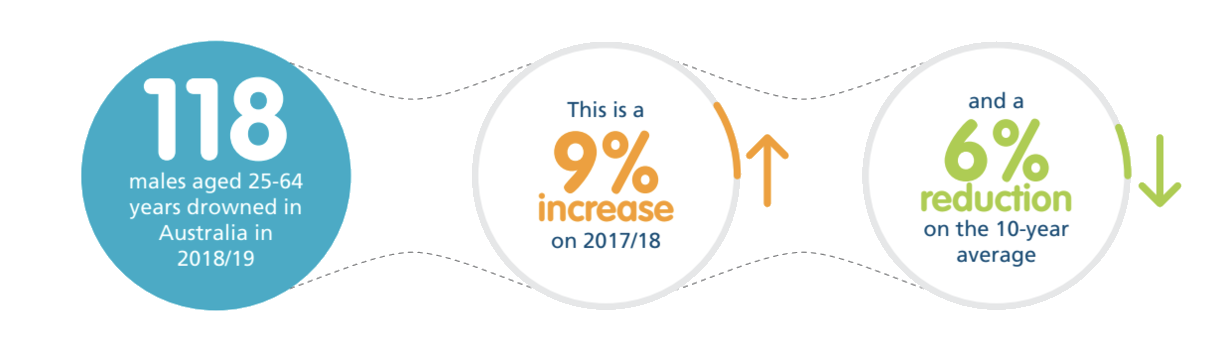 118
males aged 25-64
years drowned in
Australia in
2018/19
This is a
9%
increase
on 2017/18
and a
6%
reduction
on the 10-year
average